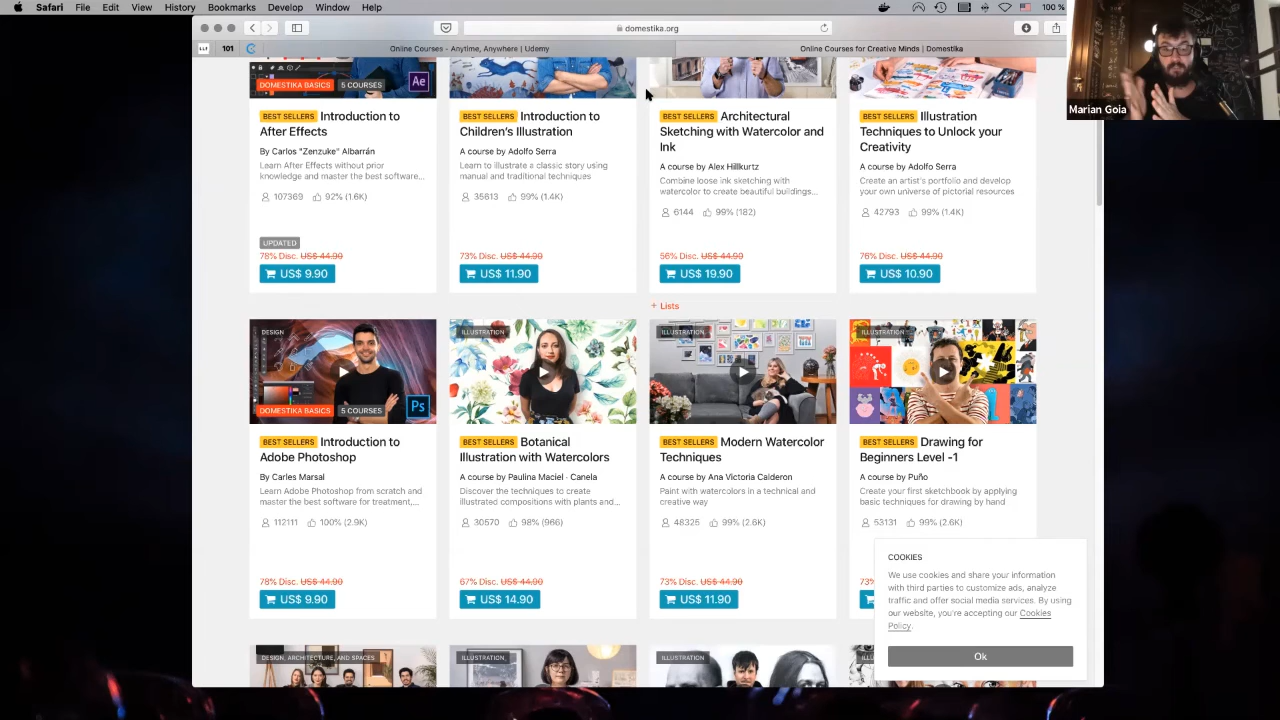 Safari File Edit View History Bookmarks Develop Window Help 100 %
domestika.org
101 Online Courses - Anytime, Anywhere | Udemy Online Courses for Creative Minds | Domestika
Marian Goia
DOMESTIKA BASICS 5 COURSES Ae
BEST SELLERS Introduction to
After Effects
By Carlos "Zenzuke" Albarrán
Learn After Effects without prior
knowledge and master the best software...
107369 92% (1.6K)
UPDATED
78% Disc. US$ 44.90
US$ 9.90
BEST SELLERS Introduction to
Children's Illustration
A course by Adolfo Serra
Learn to illustrate a classic story using
manual and traditional techniques
35613 99% (1.4K)
73% Disc. US$ 44.90
US$ 11.90
BEST SELLERS Architectural
Sketching with Watercolor and
Ink
A course by Alex Hillkurtz
Combine loose ink sketching with
watercolor to create beautiful buildings...
6144 99% (182)
56% Disc. US$ 44.90
US$ 19.90
BEST SELLERS Illustration
Techniques to Unlock your
Creativity
A course by Adolfo Serra
Create an artist's portfolio and develop
your own universe of pictorial resources
42793 99% (1.4K)
76% Disc. US$ 44.90
US$ 10.90
+ Lists
DESIGN
DOMESTIKA BASICS 5 COURSES Ps
BEST SELLERS Introduction to
Adobe Photoshop
By Carles Marsal
Learn Adobe Photoshop from scratch and
master the best software for treatment,...
112111 100% (2.9K)
78% Disc. US$ 44.90
US$ 9.90
ILLUSTRATION
BEST SELLERS Botanical
Illustration with Watercolors
A course by Paulina Maciel · Canela
Discover the techniques to create
illustrated compositions with plants and...
30570 98% (966)
67% Disc. US$ 44.90
US$ 14.90
ILLUSTRATION
BEST SELLERS Modern Watercolor
Techniques
A course by Ana Victoria Calderon
Paint with watercolors in a technical and
creative way
48325 99% (2.6K)
73% Disc. US$ 44.90
US$ 11.90
ILLUSTRATION
BEST SELLERS Drawing for
Beginners Level -1
A course by Puño
Create your first sketchbook by applying
basic techniques for drawing by hand
53131 99% (2.6K)
73%
COOKIES
We use cookies and share your information
with third parties to customize ads, analyze
traffic and offer social media services. By using
our website, you're accepting our Cookies
Policy.
Ok
DESIGN, ARCHITECTURE, AND SPACES
ILLUSTRATION
ILLUSTRATION